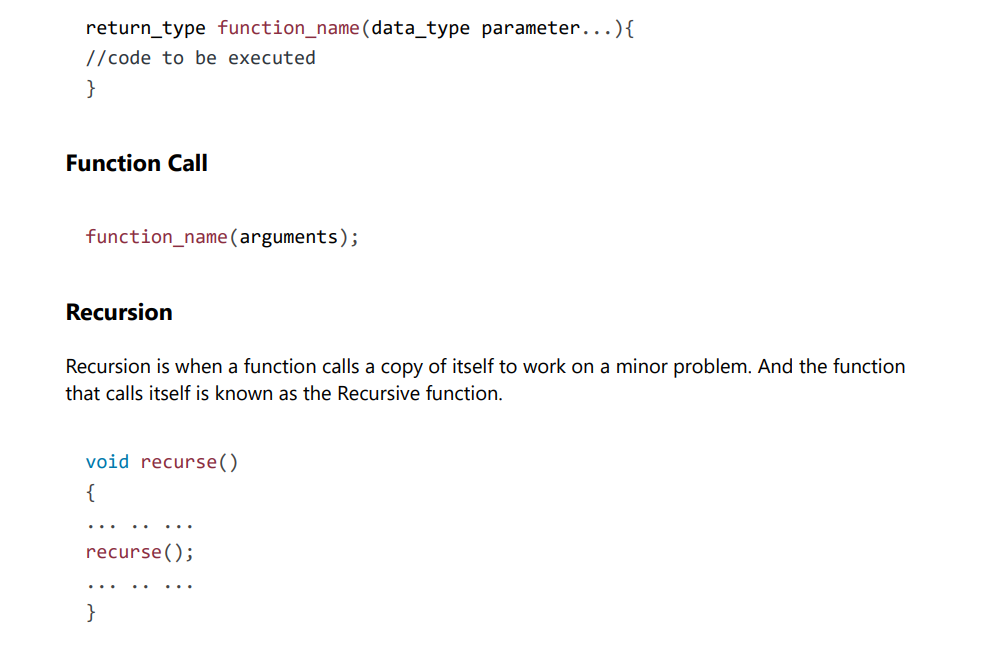 return_type function_name(data_type parameter...){
//code to be executed
}
Function Call
function_name(arguments);
Recursion
Recursion is when a function calls a copy of itself to work on a minor problem. And the function
that calls itself is known as the Recursive function.
void recurse()
{
... .. ...
recurse();
... .. ...
}